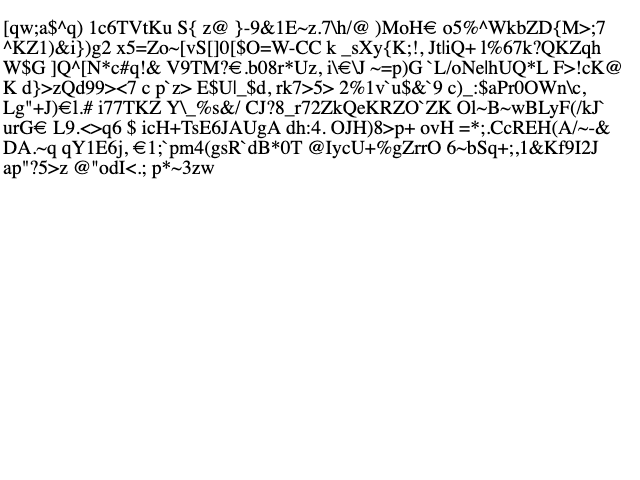 [qw;a$^q) 1c6TVtKu S{ z@ }-9&1E~z.7\h/@ )MoH€ o5%^WkbZD{M>;7
^KZ1)&i})g2 x5=Zo~[vS[]0[$O=W-CC k _sXy{K;!, Jt|iQ+ l%67k?QKZqh
W$G ]Q^[N*c#q!& V9TM?€.b08r*Uz, i\€\J ~=p)G `L/oNe|hUQ*L F>!cK@
K d}>zQd99><7 c p`z> E$U|_$d, rk7>5> 2%1v`u$&`9 c)_:$aPr0OWn\c,
Lg"+J)€l.# i77TKZ Y\_%s&/ CJ?8_r72ZkQeKRZO`ZK Ol~B~wBLyF(/kJ`
urG€ L9.<>q6 $ icH+TsE6JAUgA dh:4. OJH)8>p+ ovH =*;.CcREH(A/~-&
DA.~q qY1E6j, €1;`pm4(gsR`dB*0T @IycU+%gZrrO 6~bSq+;,1&Kf9I2J
ap"?5>z @"odI<.; p*~3zw